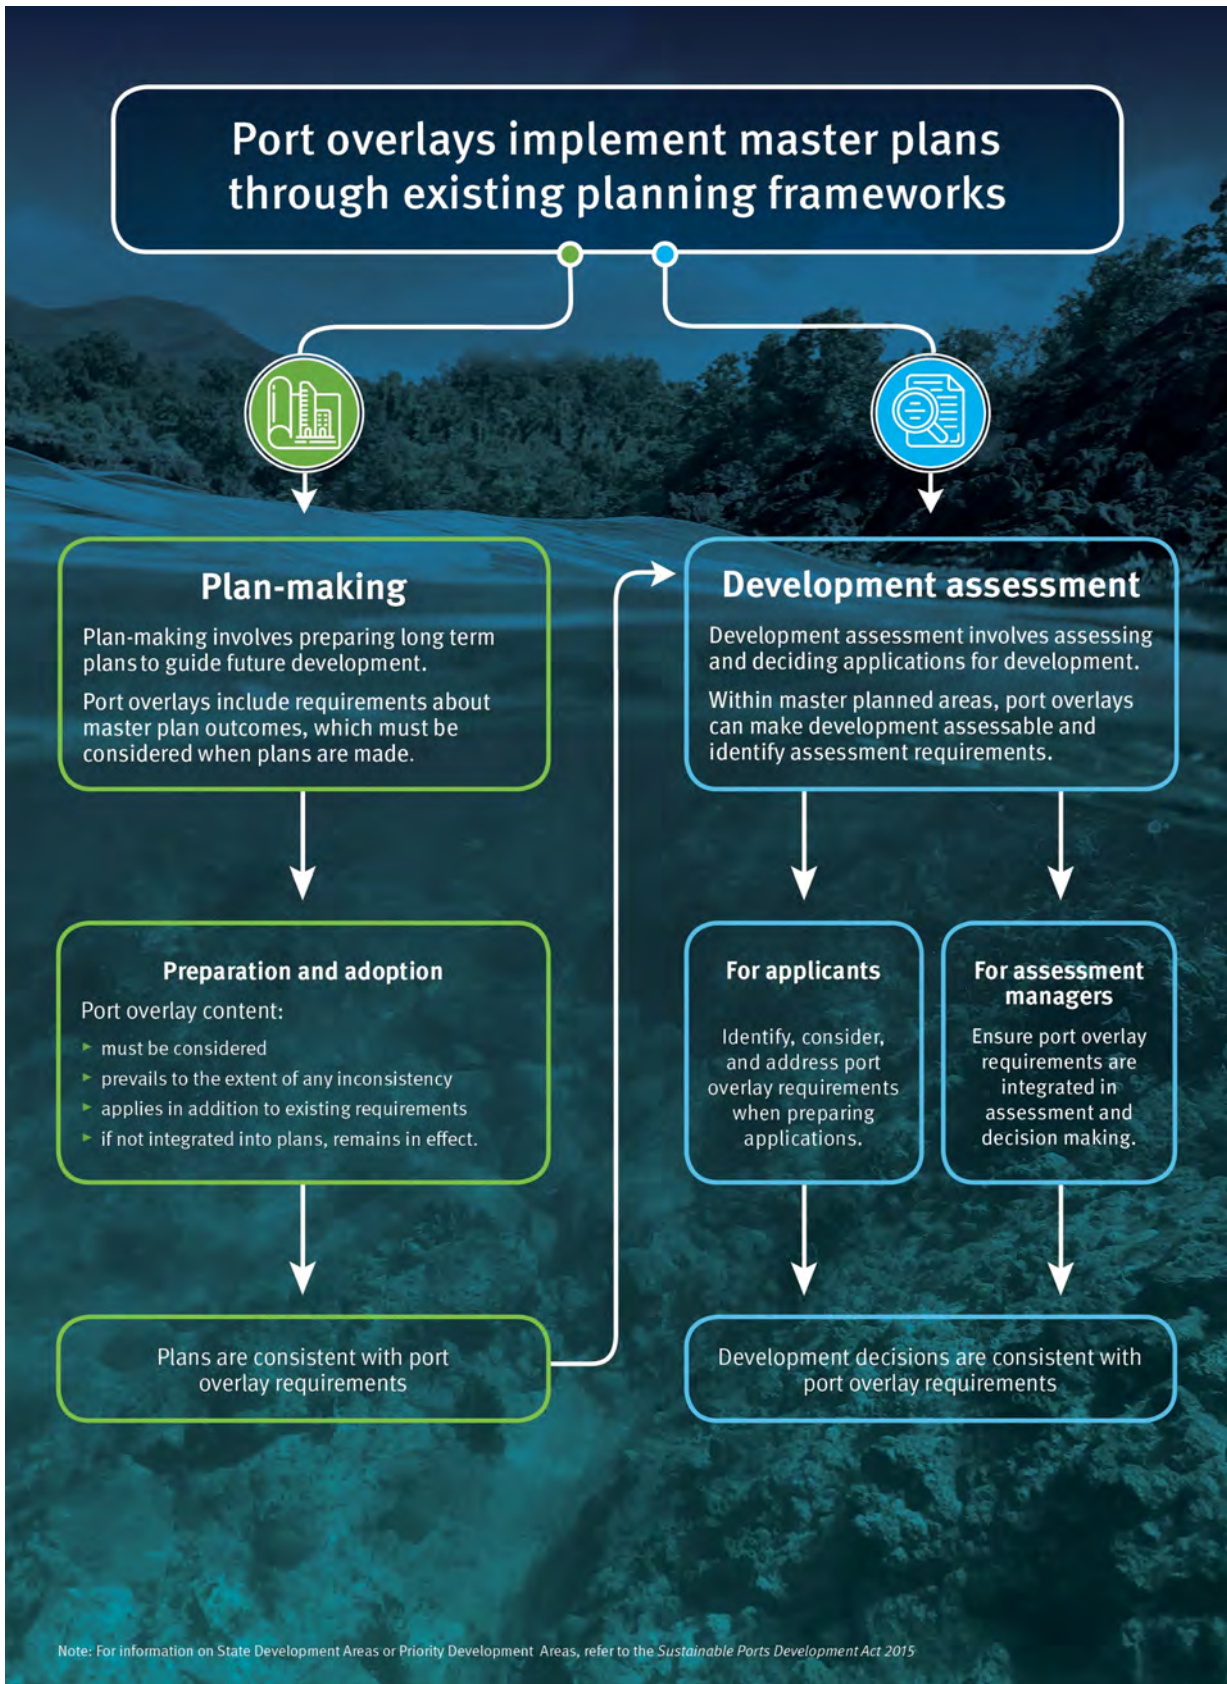 Port overlays implement master plans
through existing planning frameworks
Plan-making
Plan-making involves preparing long term
plans to guide future development.
Port overlays include requirements about
master plan outcomes, which must be
considered when plans are made.
Preparation and adoption
Port overlay content:
► must be considered
► prevails to the extent of any inconsistency
► applies in addition to existing requirements
► if not integrated into plans, remains in effect.
Plans are consistent with port
overlay requirements
Development assessment
Development assessment involves assessing
and deciding applications for development.
Within master planned areas, port overlays
can make development assessable and
identify assessment requirements.
For applicants
Identify, consider,
and address port
overlay requirements
when preparing
applications.
For assessment
managers
Ensure port overlay
requirements are
integrated in
assessment and
decision making.
Development decisions are consistent with
port overlay requirements
Note: For information on State Development Areas or Priority Development Areas, refer to the Sustainable Ports Development Act 2015